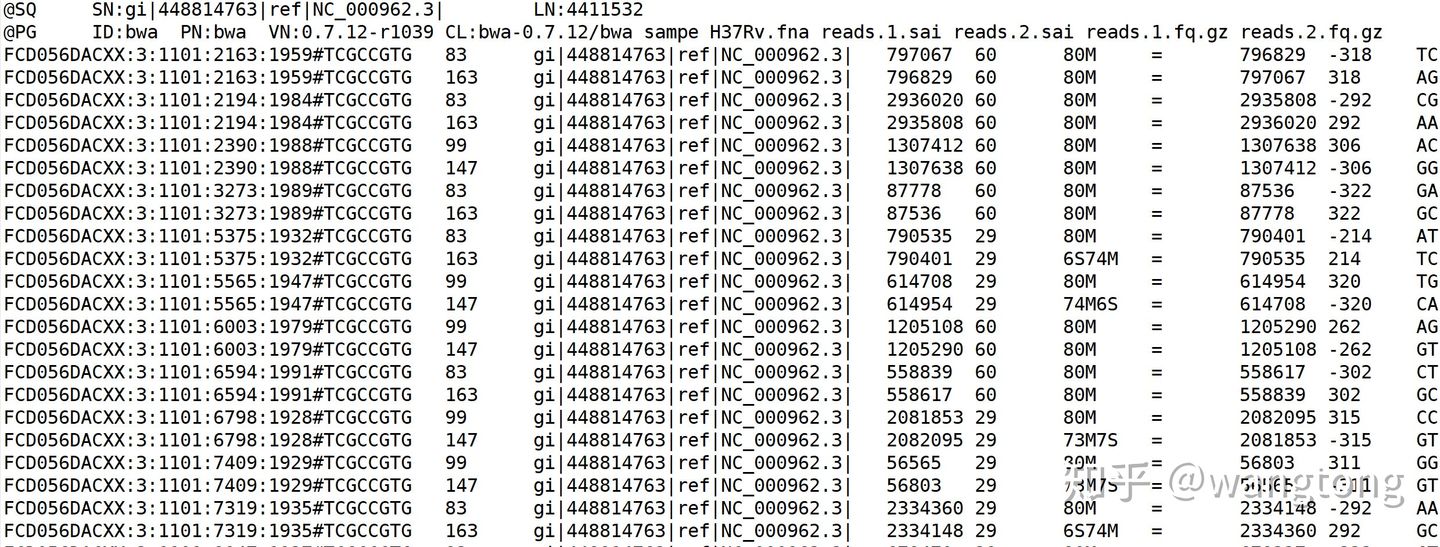 @SQ SN:gi|448814763|ref|NC_000962.3| LN:4411532
@PG ID:bwa PN:bwa VN:0.7.12-r1039 CL:bwa-0.7.12/bwa sampe H37Rv.fna reads.1.sai reads.2.sai reads.1.fq.gz reads.2.fq.gz
FCD056DACXX:3:1101:2163:1959#TCGCCGTG 83 gi|448814763|ref|NC_000962.3| 797067 60 80M = 796829 -318 TC
FCD056DACXX:3:1101:2163:1959#TCGCCGTG 163 gi|448814763|ref|NC_000962.3| 796829 60 80M = 797067 318 AG
FCD056DACXX:3:1101:2194:1984#TCGCCGTG 83 gi|448814763|ref|NC_000962.3| 2936020 60 80M = 2935808 -292 CG
FCD056DACXX:3:1101:2194:1984#TCGCCGTG 163 gi|448814763|ref|NC_000962.3| 2935808 60 80M = 2936020 292 AA
FCD056DACXX:3:1101:2390:1988#TCGCCGTG 99 gi|448814763|ref|NC_000962.3| 1307412 60 80M = 1307638 306 AC
FCD056DACXX:3:1101:2390:1988#TCGCCGTG 147 gi|448814763|ref|NC_000962.3| 1307638 60 80M = 1307412 -306 GG
FCD056DACXX:3:1101:3273:1989#TCGCCGTG 83 gi|448814763|ref|NC_000962.3| 87778 60 80M = 87536 -322 GA
FCD056DACXX:3:1101:3273:1989#TCGCCGTG 163 gi|448814763|ref|NC_000962.3| 87536 60 80M = 87778 322 GC
FCD056DACXX:3:1101:5375:1932#TCGCCGTG 83 gi|448814763|ref|NC_000962.3| 790535 29 80M = 790401 -214 AT
FCD056DACXX:3:1101:5375:1932#TCGCCGTG 163 gi|448814763|ref|NC_000962.3| 790401 29 6S74M = 790535 214 TC
FCD056DACXX:3:1101:5565:1947#TCGCCGTG 99 gi|448814763|ref|NC_000962.3| 614708 29 80M = 614954 320 TG
FCD056DACXX:3:1101:5565:1947#TCGCCGTG 147 gi|448814763|ref|NC_000962.3| 614954 29 74M6S = 614708 -320 CA
FCD056DACXX:3:1101:6003:1979#TCGCCGTG 99 gi|448814763|ref|NC_000962.3| 1205108 60 80M = 1205290 262 AG
FCD056DACXX:3:1101:6003:1979#TCGCCGTG 147 gi|448814763|ref|NC_000962.3| 1205290 60 80M = 1205108 -262 GT
FCD056DACXX:3:1101:6594:1991#TCGCCGTG 83 gi|448814763|ref|NC_000962.3| 558839 60 80M = 558617 -302 CT
FCD056DACXX:3:1101:6594:1991#TCGCCGTG 163 gi|448814763|ref|NC_000962.3| 558617 60 80M = 558839 302 GC
FCD056DACXX:3:1101:6798:1928#TCGCCGTG 99 gi|448814763|ref|NC_000962.3| 2081853 29 80M = 2082095 315 CC
FCD056DACXX:3:1101:6798:1928#TCGCCGTG 147 gi|448814763|ref|NC_000962.3| 2082095 29 73M7S = 2081853 -315 GT
FCD056DACXX:3:1101:7409:1929#TCGCCGTG 99 gi|448814763|ref|NC_000962.3| 56565 29 80M = 56803 311 GG
FCD056DACXX:3:1101:7409:1929#TCGCCGTG 147 gi|448814763|ref|NC_000962.3| 56803 29 73M7S = 56565 -311 GT
知乎 @wangtong
FCD056DACXX:3:1101:7319:1935#TCGCCGTG 83 gi|448814763|ref|NC_000962.3| 2334360 29 80M = 2334148 -292 AA
FCD056DACXX:3:1101:7319:1935#TCGCCGTG 163 gi|448814763|ref|NC_000962.3| 2334148 29 6S74M = 2334360 292 GC